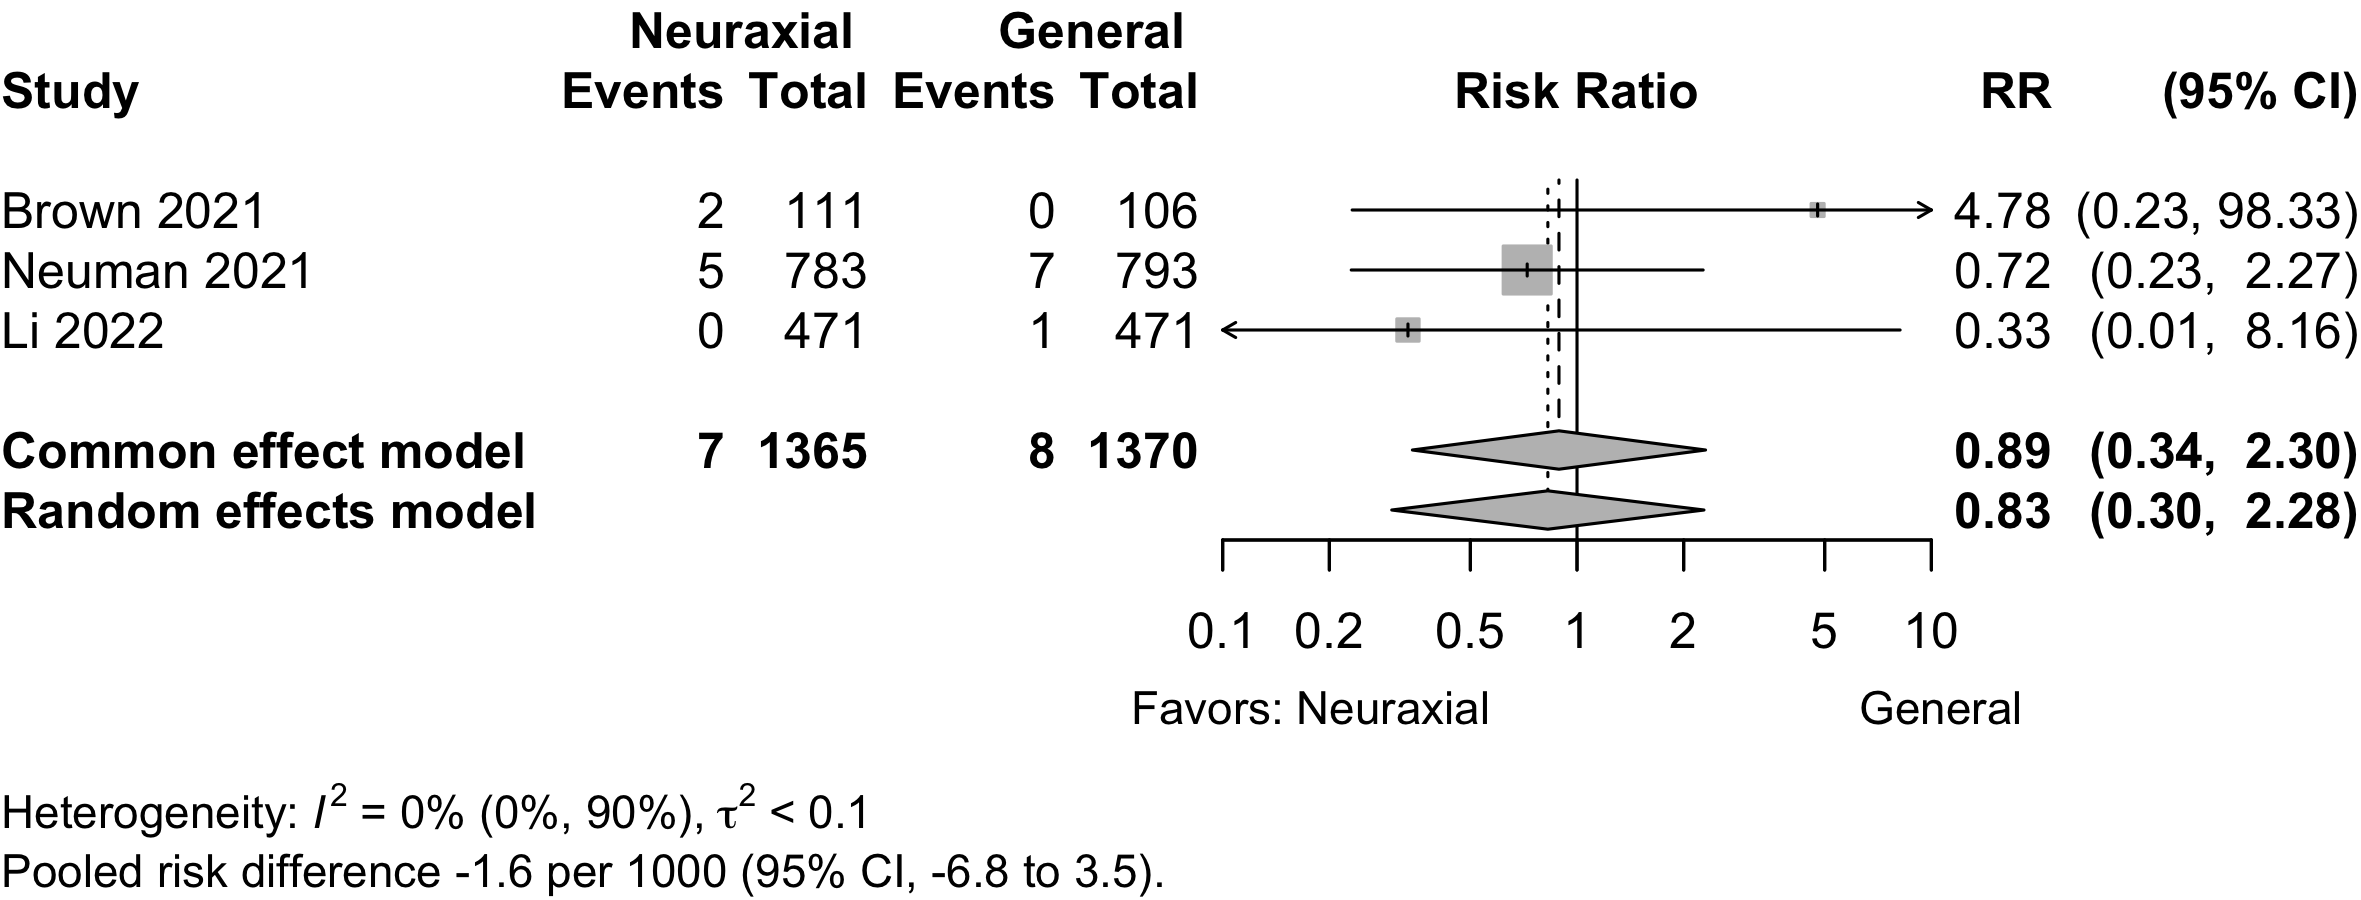 Neuraxial General
Study Events Total Events Total Risk Ratio RR (95% CI)
Brown 2021 2 111 0 106 4.78 (0.23, 98.33)
Neuman 2021 5 783 7 793 0.72 (0.23, 2.27)
Li 2022 0 471 1 471 0.33 (0.01, 8.16)
Common effect model 7 1365 8 1370 0.89 (0.34, 2.30)
Random effects model 0.83 (0.30, 2.28)
0.1 0.2 0.5 1 2 5 10
Favors: Neuraxial General
Heterogeneity: I² = 0% (0%, 90%), τ² < 0.1
Pooled risk difference -1.6 per 1000 (95% CI, -6.8 to 3.5).